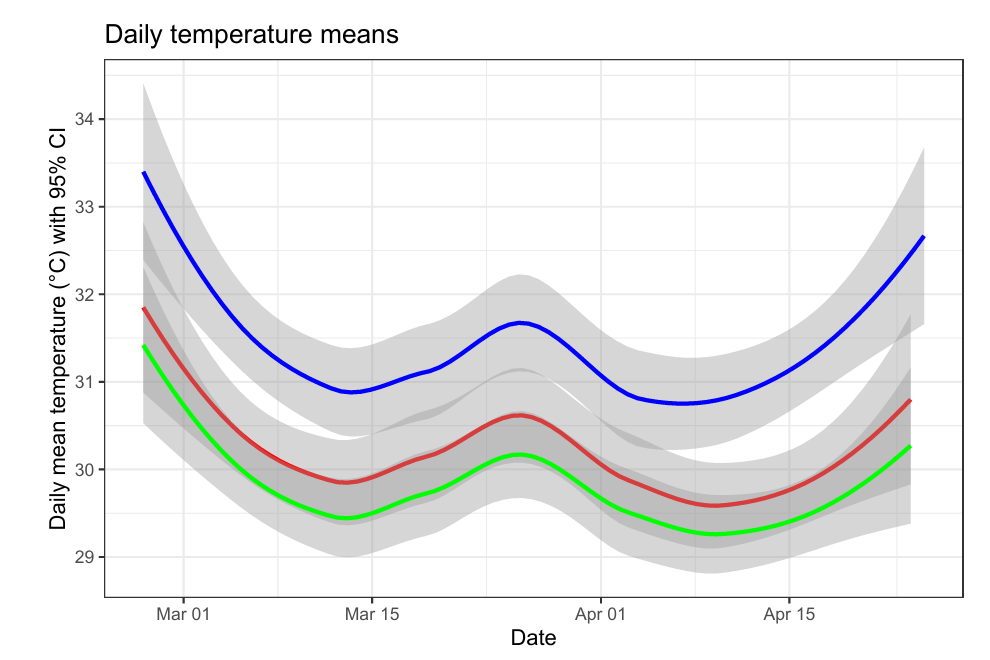 Daily temperature means
Daily mean temperature (°C) with 95% CI
34
33
32
31
30
29
Mar 01
Mar 15
Apr 01
Apr 15
Date